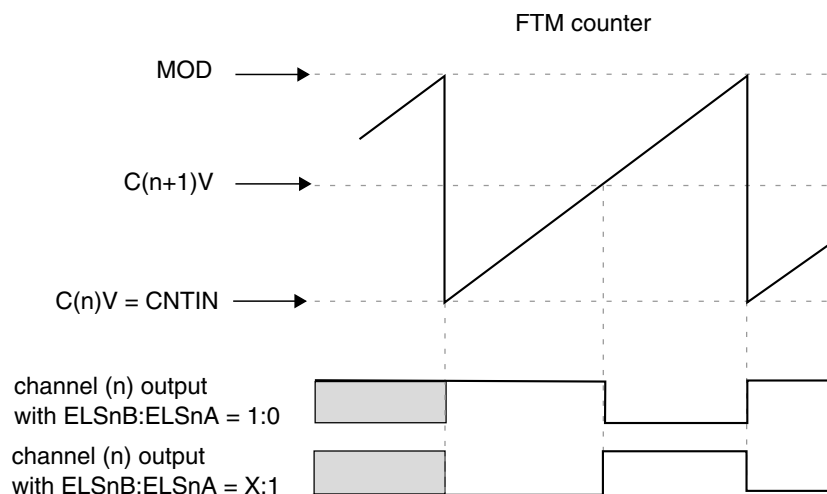 FTM counter
MOD
C(n+1)V
C(n)V = CNTIN
channel (n) output
with ELSnB:ELSnA = 1:0
channel (n) output
with ELSnB:ELSnA = X:1